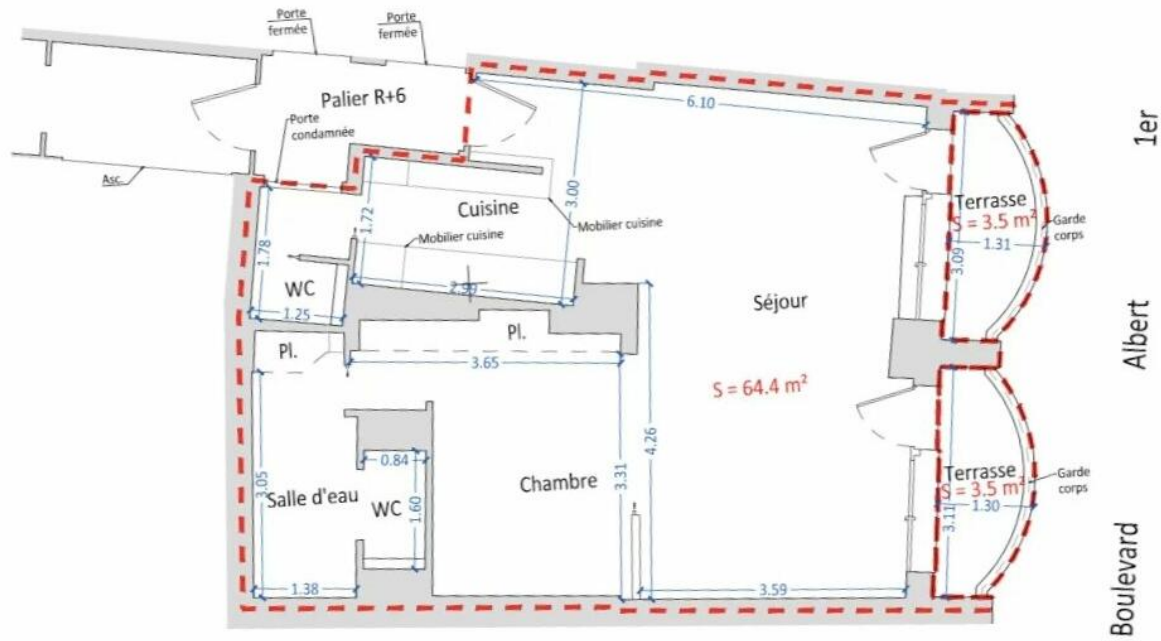 Porte
fermée
Porte
fermée
Palier R+6
Porte
condamnée
Asc.
6.10
1er
Terrasse
S = 3.5 m²
1.31
3.09
Garde
corps
3.00
1.72
Cuisine
Mobilier cuisine
Mobilier cuisine
1.78
2.99
WC
1.25
Séjour
Pl.
Pl.
3.65
S = 64.4 m²
Albert
4.26
3.31
Chambre
0.84
WC
1.60
Salle d'eau
3.05
1.38
3.59
Terrasse
S = 3.5 m²
1.30
3.11
Garde
corps
Boulevard